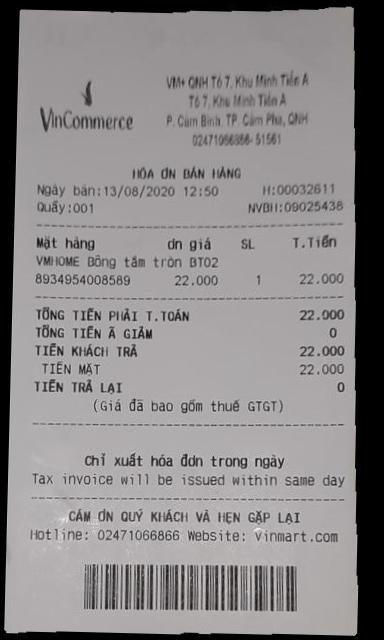 VinCommerce
VM+ QNH Tổ 7, Khu Minh Tiến A
Tổ 7, Khu Minh Tiến A
P. Cẩm Bình, TP. Cẩm Phả, QNH
02471066866-51561
HÓA ĐN BÁN HÀNG
Ngày bán:13/08/2020 12:50 H:00032611
Quầy:001 NVBH:09025438
Mặt hàng đn giá SL T.Tiền
VMHOME Bông tắm tròn BT02
8934954008589 22.000 1 22.000
TỔNG TIỀN PHẢI T.TOÁN 22.000
TỔNG TIỀN Ã GIẢM 0
TIỀN KHÁCH TRẢ 22.000
TIỀN MẶT 22.000
TIỀN TRẢ LẠI 0
(Giá đã bao gồm thuế GTGT)
Chỉ xuất hóa đơn trong ngày
Tax invoice will be issued within same day
CẢM ƠN QUÝ KHÁCH VÀ HẸN GẶP LẠI
Hotline: 02471066866 Website: Vinmart.com